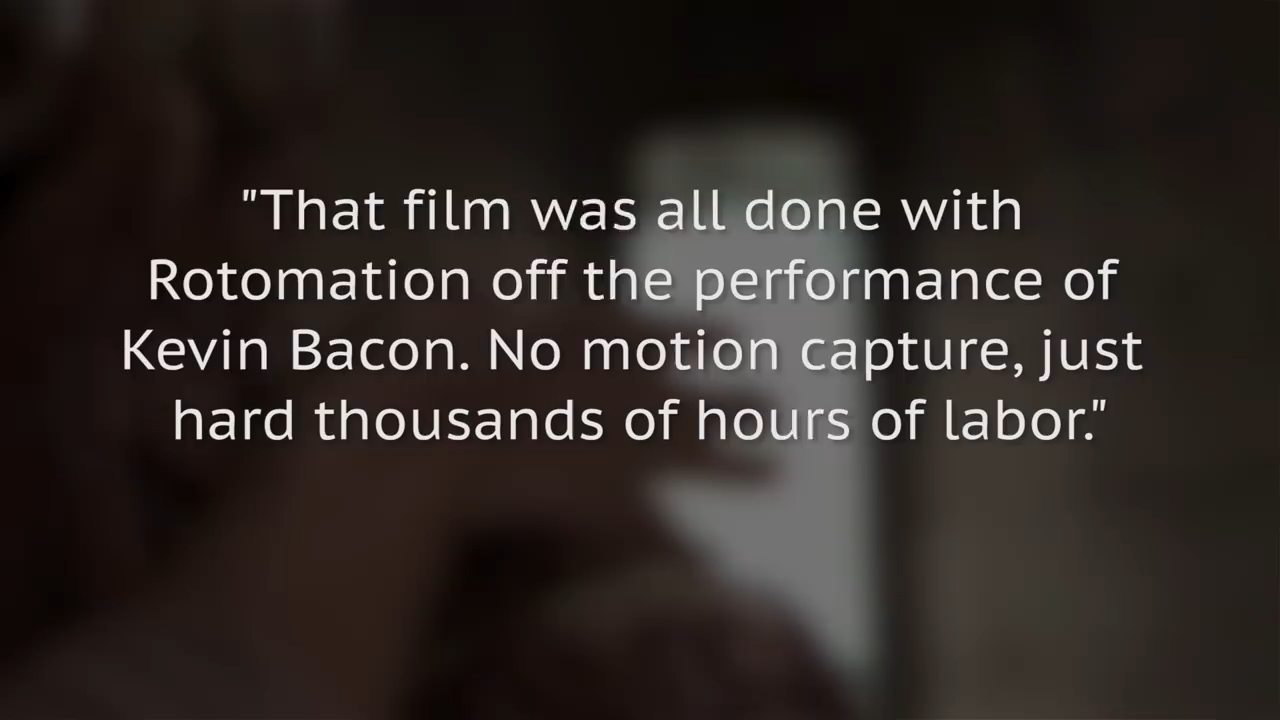 "That film was all done with
Rotomation off the performance of
Kevin Bacon. No motion capture, just
hard thousands of hours of labor."